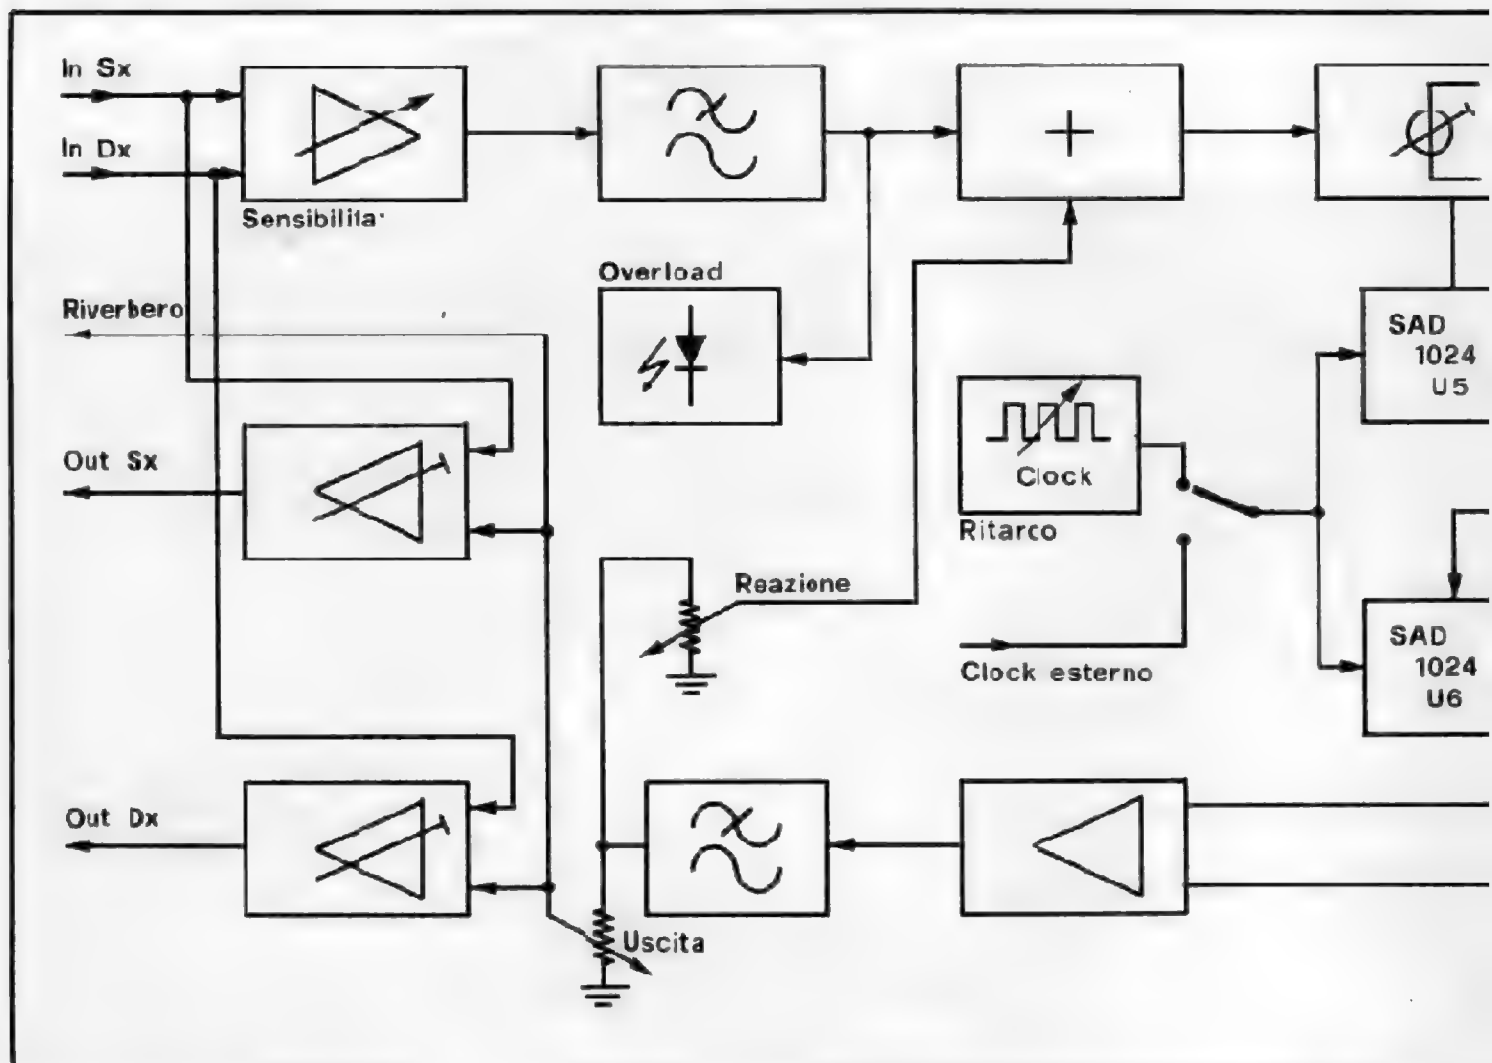 In Sx
In Dx
Sensibilita'
Riverbero
Overload
SAD
1024
U5
Clock
Ritarco
Out Sx
Reazione
Clock esterno
SAD
1024
U6
Out Dx
Uscita